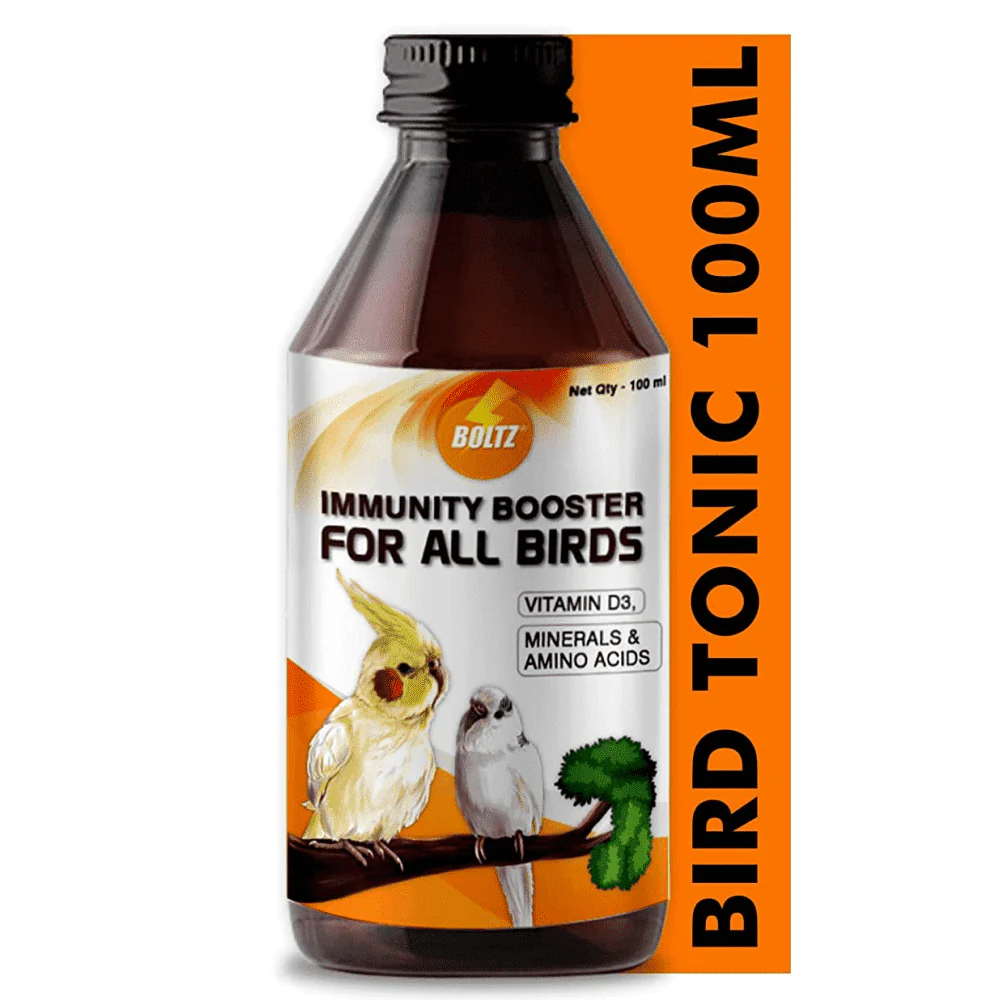 Net Qty - 100 ml
BOLTZ®
IMMUNITY BOOSTER
FOR ALL BIRDS
VITAMIN D3,
MINERALS &
AMINO ACIDS
BIRD TONIC 100ML